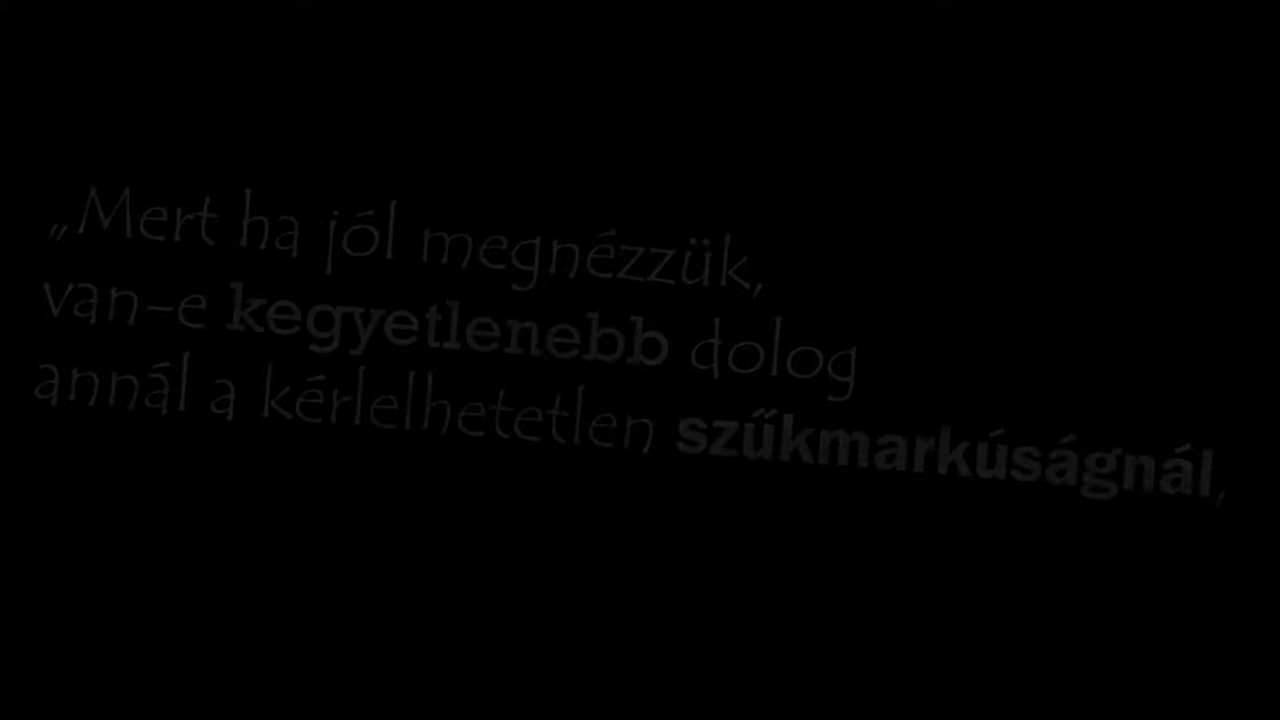 „Mert ha jól megnézzük,
van-e kegyetlenebb dolog
annál a kérlelhetetlen szűkmarkúságnál,